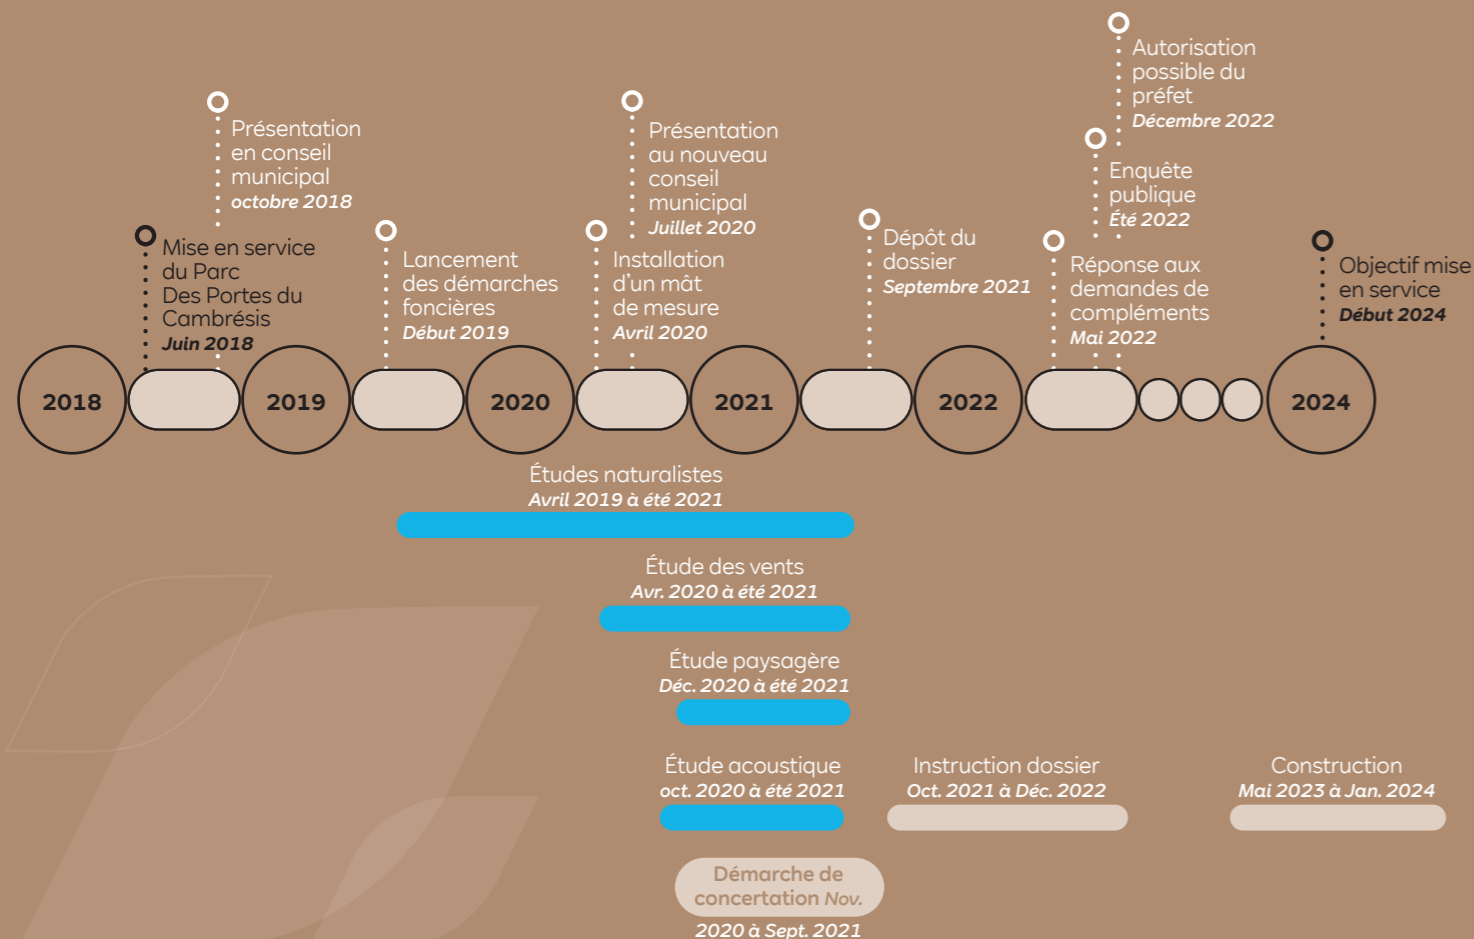 Présentation
en conseil
municipal
octobre 2018
Mise en service
du Parc
Des Portes du
Cambrésis
Juin 2018
Lancement
des démarches
foncières
Début 2019
Présentation
au nouveau
conseil
municipal
Juillet 2020
Installation
d'un mât
de mesure
Avril 2020
Dépôt du
dossier
Septembre 2021
Autorisation
possible du
préfet
Décembre 2022
Enquête
publique
Été 2022
Réponse aux
demandes de
compléments
Mai 2022
Objectif mise
en service
Début 2024
2018
2019
2020
2021
2022
2024
Études naturalistes
Avril 2019 à été 2021
Étude des vents
Avr. 2020 à été 2021
Étude paysagère
Déc. 2020 à été 2021
Étude acoustique
oct. 2020 à été 2021
Instruction dossier
Oct. 2021 à Déc. 2022
Construction
Mai 2023 à Jan. 2024
Démarche de
concertation Nov.
2020 à Sept. 2021